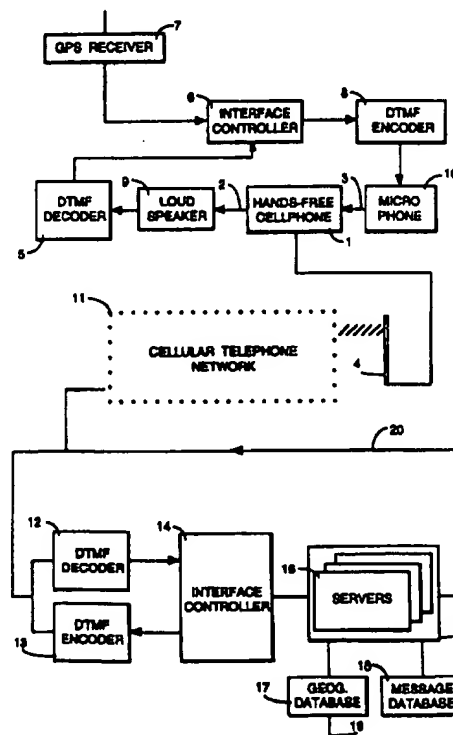 7
GPS RECEIVER
6
INTERFACE
CONTROLLER
8
DTMF
ENCODER
DTMF
DECODER
5
9
LOUD
SPEAKER
2
HANDS-FREE
CELLPHONE
1
3
MICRO
PHONE
10
11
CELLULAR TELEPHONE
NETWORK
4
20
12
DTMF
DECODER
14
INTERFACE
CONTROLLER
16
SERVERS
DTMF
ENCODER
13
17
GEOG.
DATABASE
18
MESSAGE
DATABASE
19